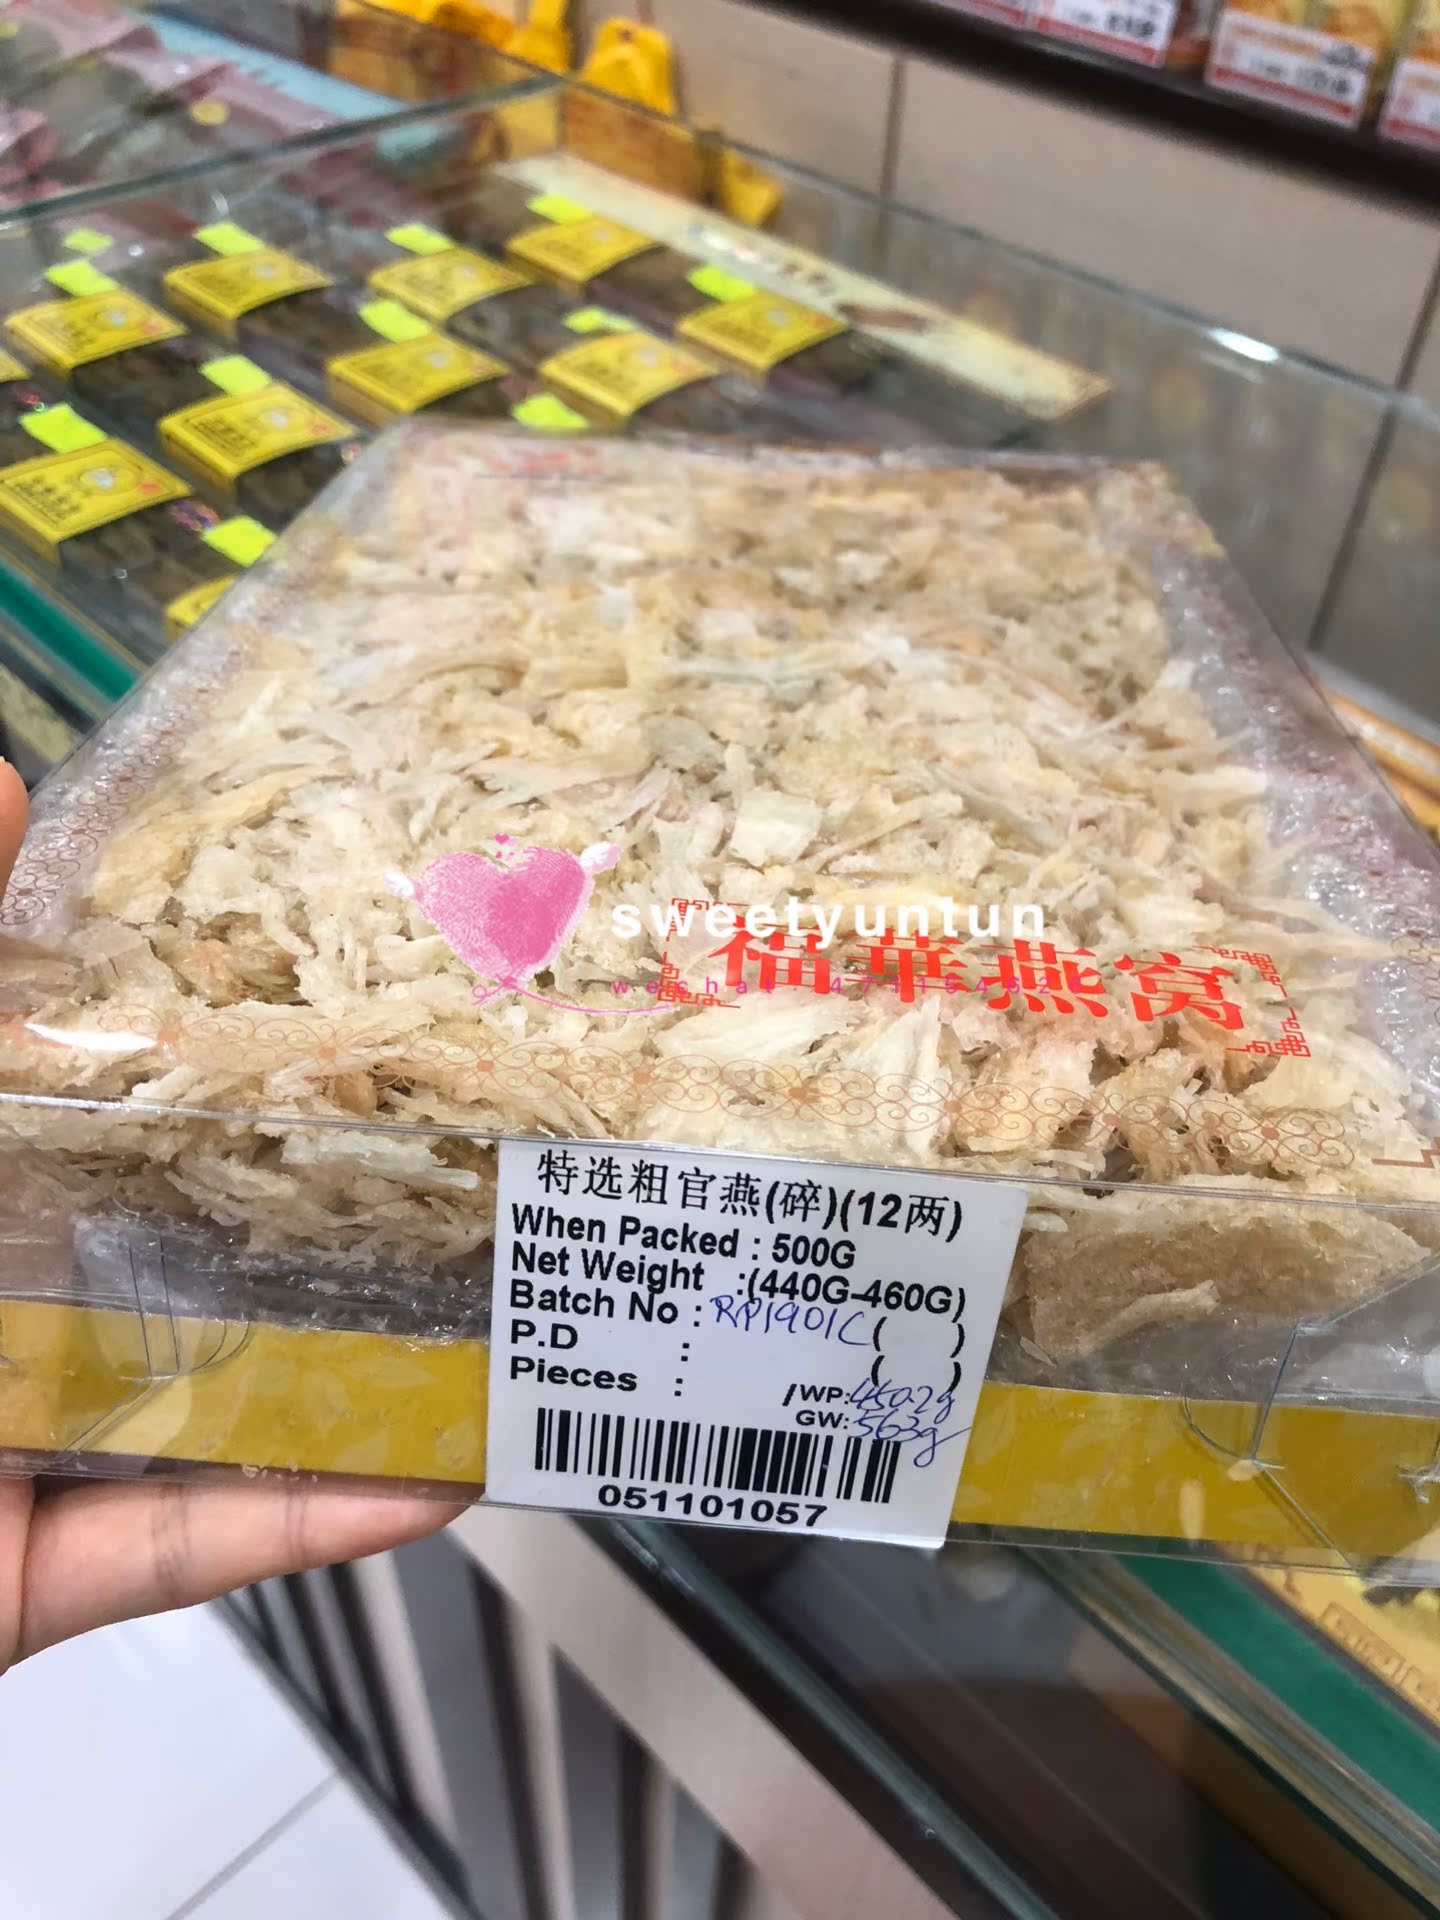 sweetyuntun
福華燕窝
特选粗官燕(碎)(12两)
When Packed : 500G
Net Weight :(440G-460G)
Batch No : RP1901C ( )
P.D : ( )
Pieces : /WP: 450.2g
GW: 563g
051101057